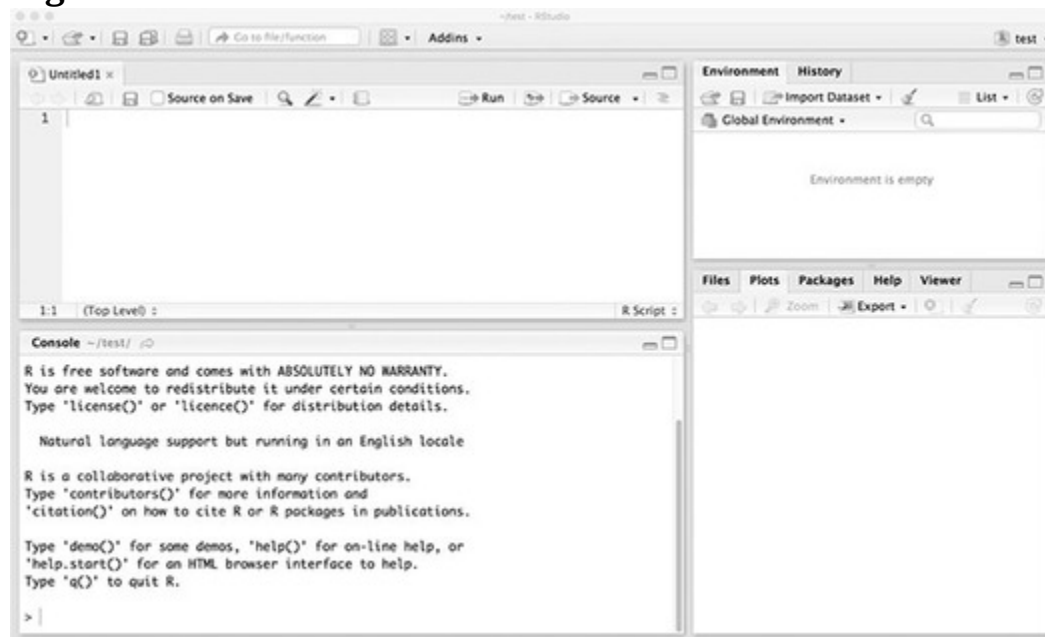 ~/test - RStudio
Go to file/function
Addins
test
Untitled1 ×
Source on Save
Run
Source
1
1:1 (Top Level)
R Script
Console ~/test/
R is free software and comes with ABSOLUTELY NO WARRANTY.
You are welcome to redistribute it under certain conditions.
Type 'license()' or 'licence()' for distribution details.
Natural language support but running in an English locale
R is a collaborative project with many contributors.
Type 'contributors()' for more information and
'citation()' on how to cite R or R packages in publications.
Type 'demo()' for some demos, 'help()' for on-line help, or
'help.start()' for an HTML browser interface to help.
Type 'q()' to quit R.
>
Environment History
Import Dataset
List
Global Environment
Environment is empty
Files Plots Packages Help Viewer
Zoom Export